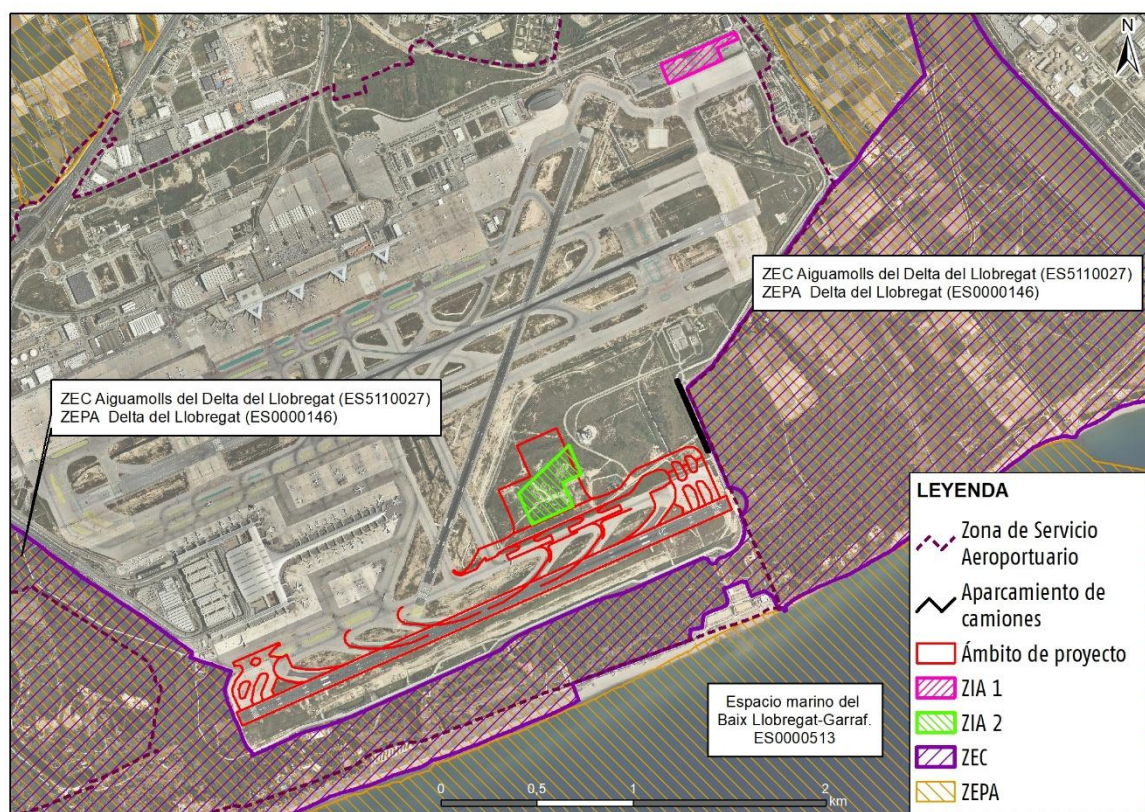 N
ZEC Aiguamolls del Delta del Llobregat (ES5110027)
ZEPA Delta del Llobregat (ES0000146)
ZEC Aiguamolls del Delta del Llobregat (ES5110027)
ZEPA Delta del Llobregat (ES0000146)
Espacio marino del
Baix Llobregat-Garraf.
ES0000513
LEYENDA
Zona de Servicio
Aeroportuario
Aparcamiento de
camiones
Ámbito de proyecto
ZIA 1
ZIA 2
ZEC
ZEPA
0 0,5 1 2
km